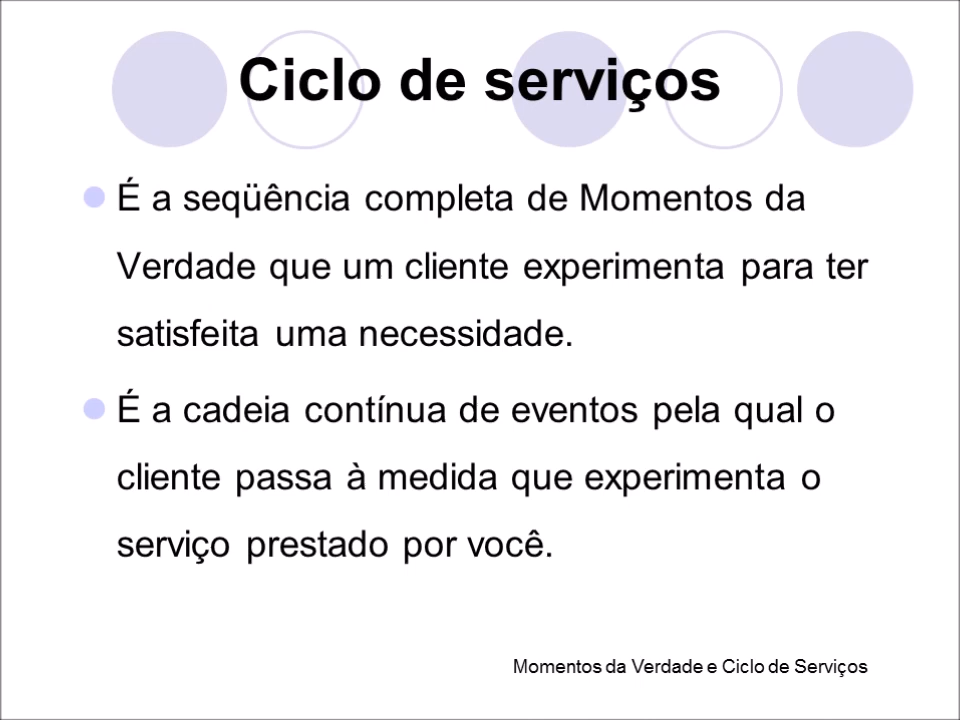 Ciclo de serviços
É a seqüência completa de Momentos da
Verdade que um cliente experimenta para ter
satisfeita uma necessidade.
É a cadeia contínua de eventos pela qual o
cliente passa à medida que experimenta o
serviço prestado por você.
Momentos da Verdade e Ciclo de Serviços